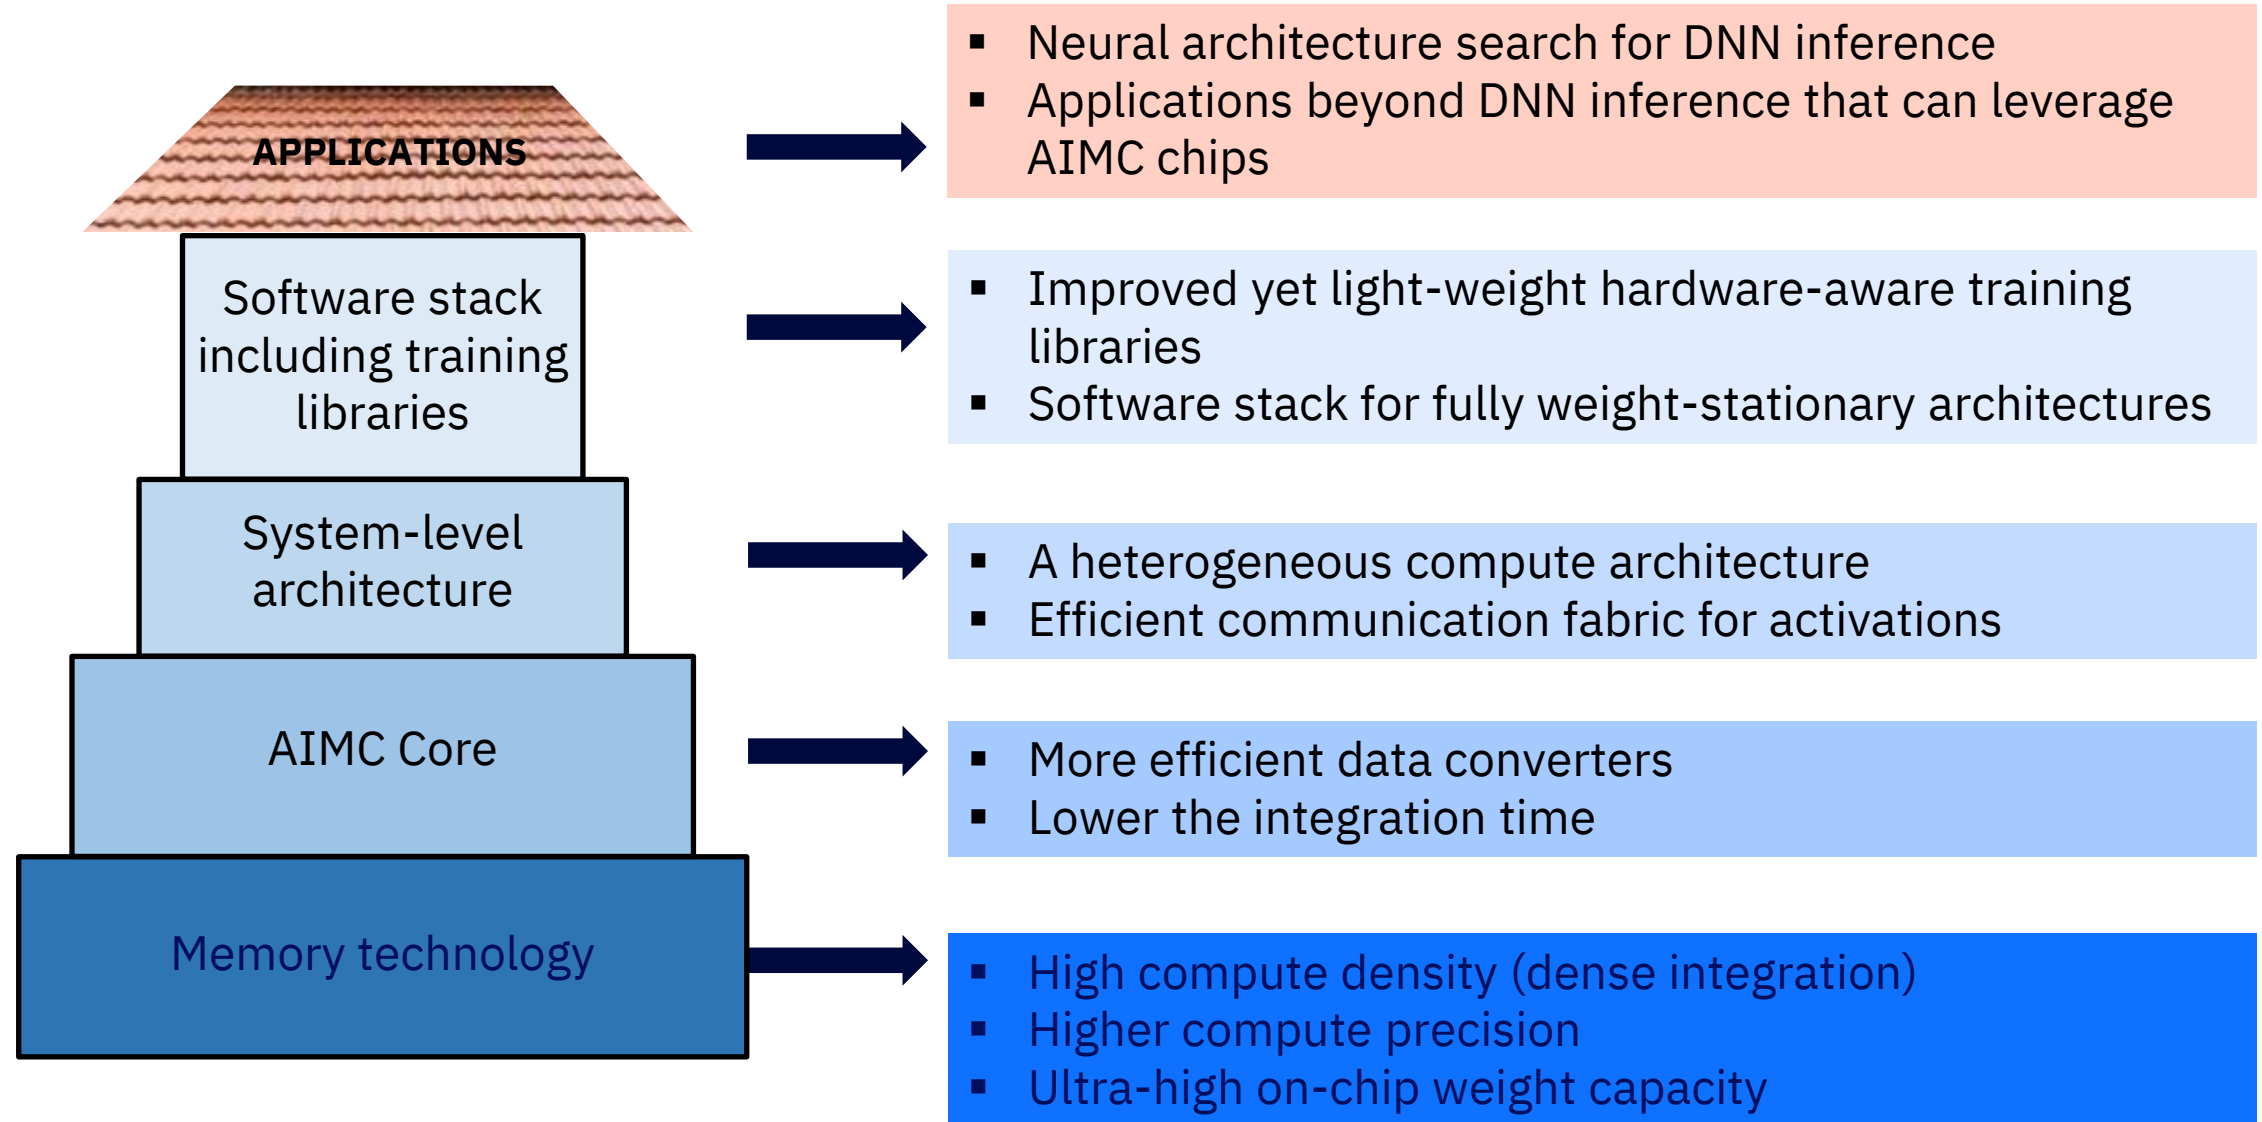 APPLICATIONS
▪ Neural architecture search for DNN inference
▪ Applications beyond DNN inference that can leverage
AIMC chips
Software stack
including training
libraries
▪ Improved yet light-weight hardware-aware training
libraries
▪ Software stack for fully weight-stationary architectures
System-level
architecture
▪ A heterogeneous compute architecture
▪ Efficient communication fabric for activations
AIMC Core
▪ More efficient data converters
▪ Lower the integration time
Memory technology
▪ High compute density (dense integration)
▪ Higher compute precision
▪ Ultra-high on-chip weight capacity